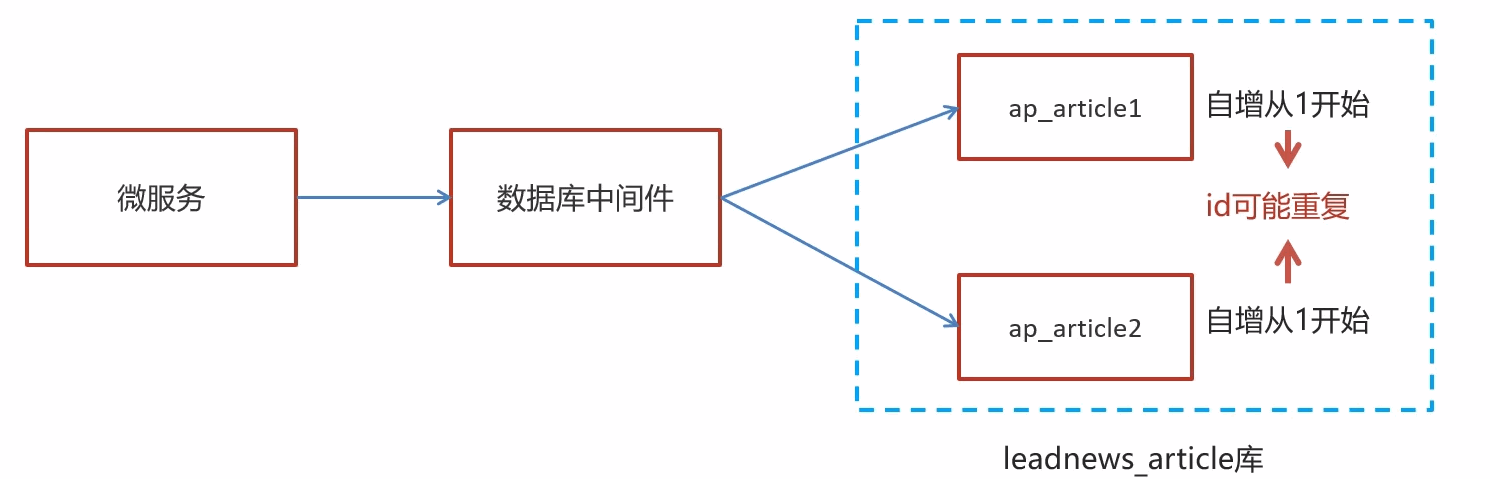 微服务
数据库中间件
ap_article1
自增从1开始
id可能重复
ap_article2
自增从1开始
leadnews_article库